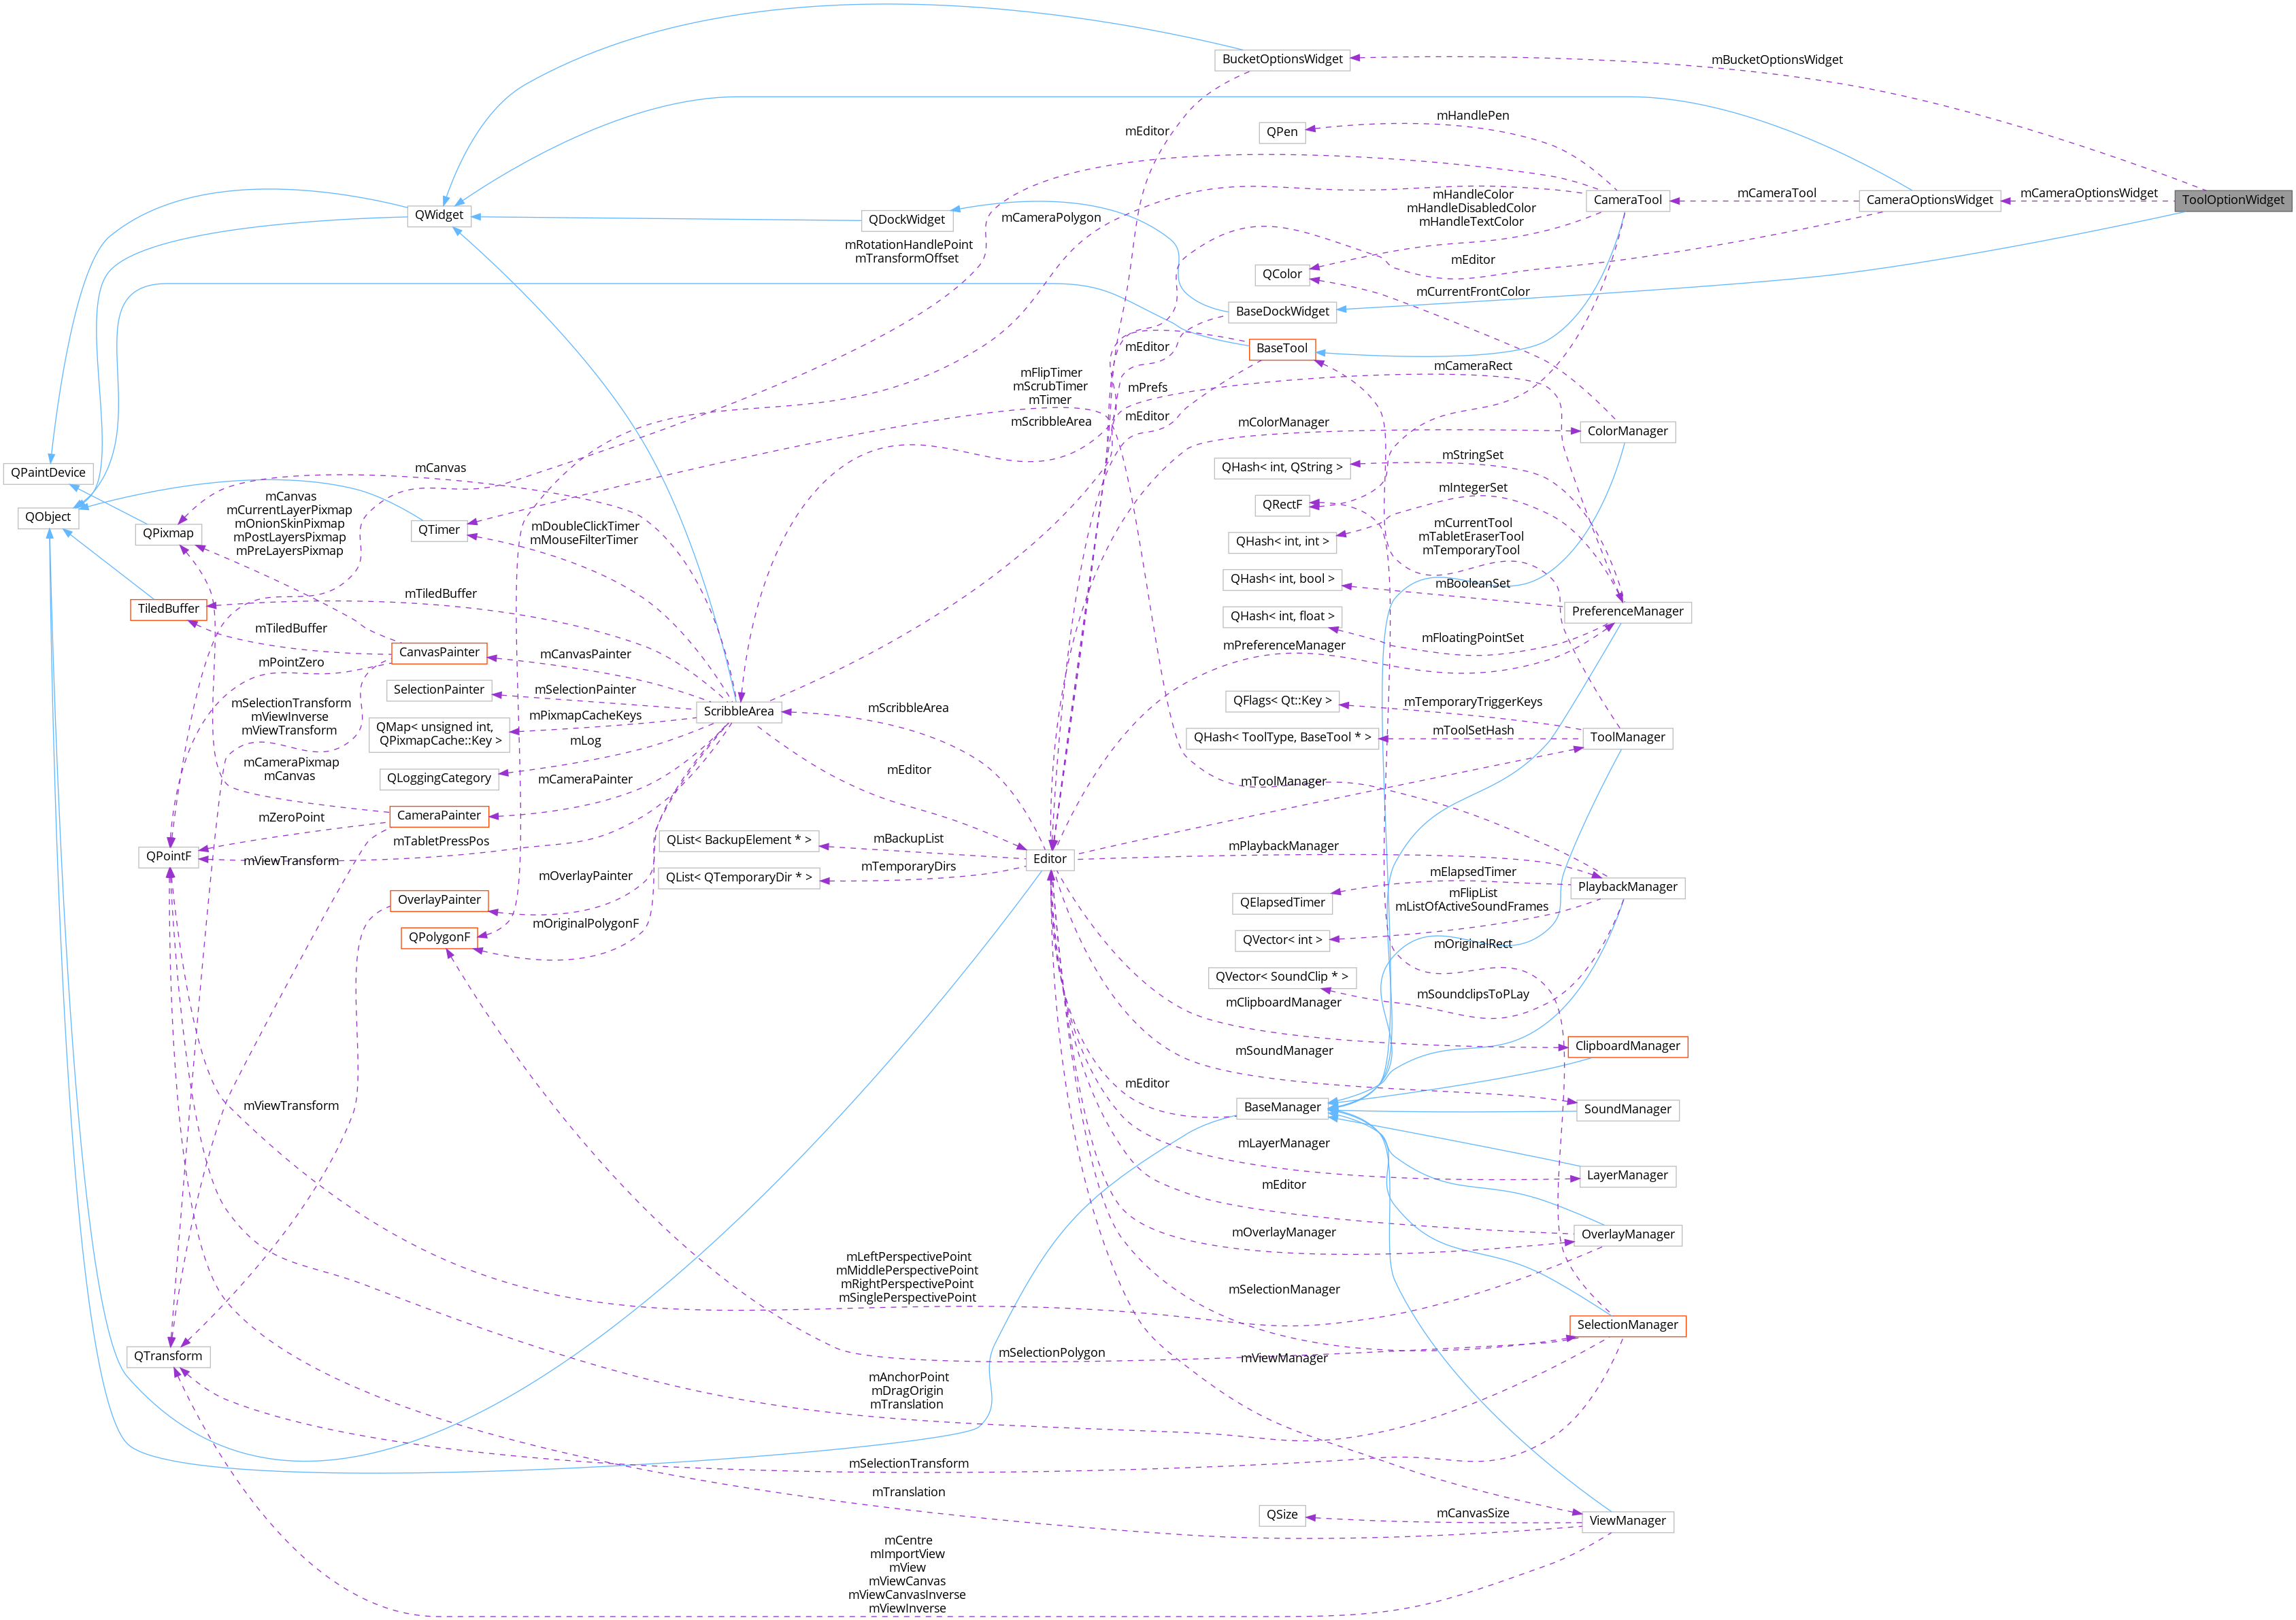 BucketOptionsWidget
mBucketOptionsWidget
mEditor
QPen
mHandlePen
CameraTool
mCameraTool
CameraOptionsWidget
mCameraOptionsWidget
ToolOptionWidget
mHandleColor
mHandleDisabledColor
mHandleTextColor
QWidget
QDockWidget
mCameraPolygon
mRotationHandlePoint
mTransformOffset
mEditor
QColor
mCurrentFrontColor
BaseDockWidget
mEditor
BaseTool
mCameraRect
mFlipTimer
mScrubTimer
mTimer
mPrefs
mEditor
mScribbleArea
mColorManager
ColorManager
QPaintDevice
mCanvas
QHash< int, QString >
mStringSet
mIntegerSet
QObject
mCanvas
mCurrentLayerPixmap
mOnionSkinPixmap
mPostLayersPixmap
mPreLayersPixmap
QPixmap
QTimer
mDoubleClickTimer
mMouseFilterTimer
QRectF
QHash< int, int >
mCurrentTool
mTabletEraserTool
mTemporaryTool
QHash< int, bool >
mBooleanSet
TiledBuffer
mTiledBuffer
mTiledBuffer
QHash< int, float >
PreferenceManager
mFloatingPointSet
mPointZero
CanvasPainter
mCanvasPainter
mPreferenceManager
SelectionPainter
mSelectionPainter
mSelectionTransform
mViewInverse
mViewTransform
QMap< unsigned int,
QPixmapCache::Key >
mPixmapCacheKeys
ScribbleArea
mScribbleArea
QFlags< Qt::Key >
mTemporaryTriggerKeys
QHash< ToolType, BaseTool * >
mToolSetHash
ToolManager
mLog
mCameraPixmap
mCanvas
QLoggingCategory
mCameraPainter
mEditor
mToolManager
mZeroPoint
CameraPainter
mTabletPressPos
QList< BackupElement * >
mBackupList
mPlaybackManager
QPointF
mViewTransform
Editor
QList< QTemporaryDir * >
mTemporaryDirs
mOverlayPainter
mElapsedTimer
PlaybackManager
OverlayPainter
QElapsedTimer
mFlipList
mListOfActiveSoundFrames
mOriginalPolygonF
QPolygonF
QVector< int >
mOriginalRect
QVector< SoundClip * >
mSoundclipsToPLay
mClipboardManager
ClipboardManager
mSoundManager
mViewTransform
mEditor
BaseManager
SoundManager
mLayerManager
LayerManager
mEditor
mOverlayManager
OverlayManager
mLeftPerspectivePoint
mMiddlePerspectivePoint
mRightPerspectivePoint
mSinglePerspectivePoint
mSelectionManager
SelectionManager
QTransform
mSelectionPolygon
mViewManager
mAnchorPoint
mDragOrigin
mTranslation
mSelectionTransform
mTranslation
QSize
mCanvasSize
ViewManager
mCentre
mImportView
mView
mViewCanvas
mViewCanvasInverse
mViewInverse